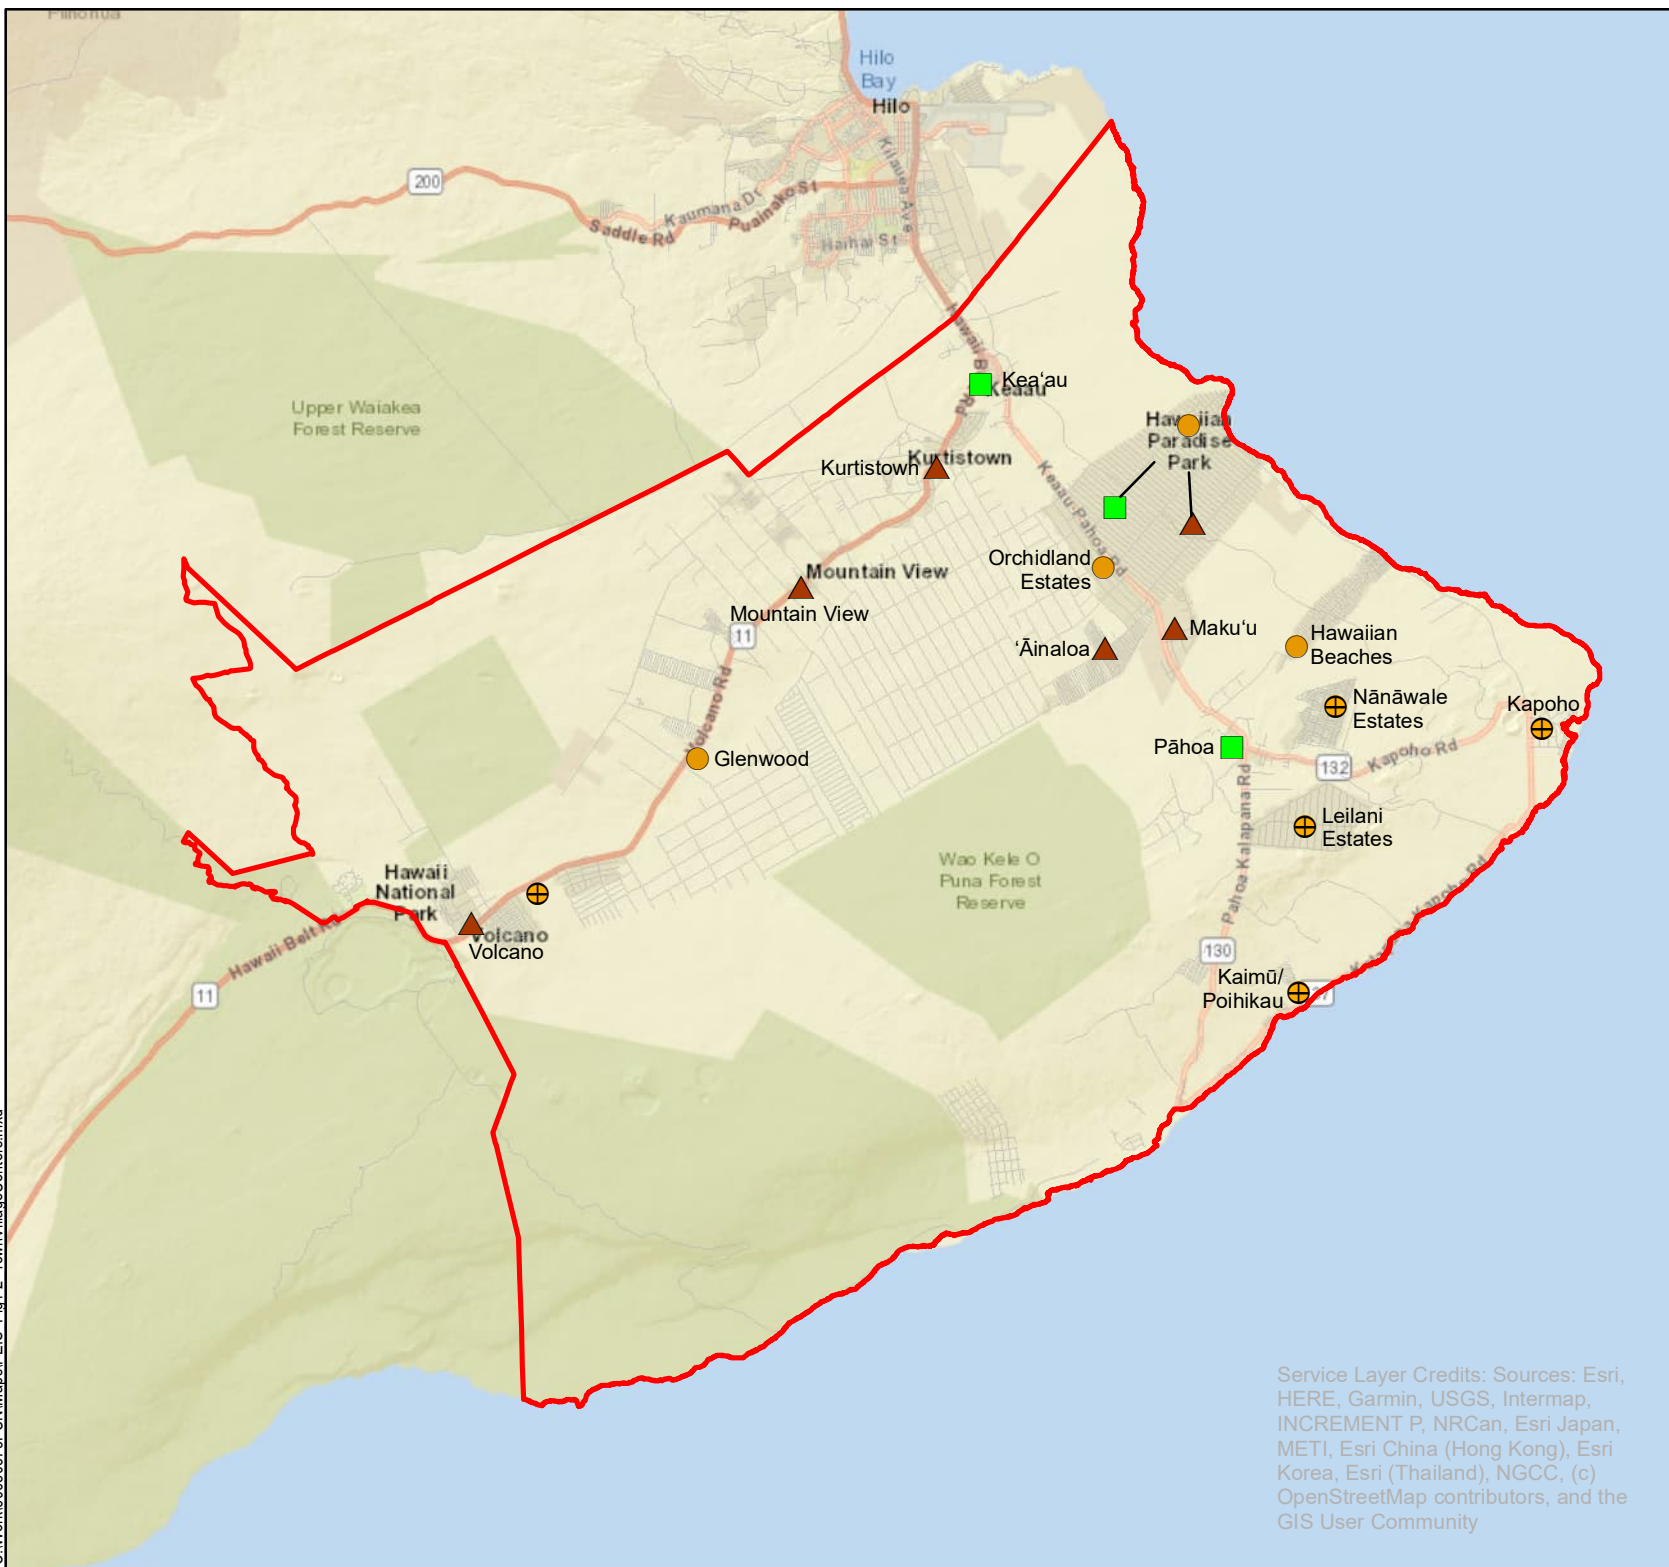 Hilo
Bay
Hilo
200
Kilauea Ave
Kaumana Dr
Puainako St
Saddle Rd
Haihai St
Kea‘au
Keaau
Upper Waiakea
Forest Reserve
Hawaiian
Paradise
Park
Kurtistown
Kurtistown
Keaau Pahoa Rd
Orchidland
Estates
Mountain View
Mountain View
11
Maku‘u
‘Āinaloa
Hawaiian
Beaches
Nānāwale
Estates
Kapoho
Volcano Rd
Glenwood
Pāhoa
132
Kapoho Rd
Pahoa Kalapana Rd
Leilani
Estates
Wao Kele O
Puna Forest
Reserve
Hawaii
National
Park
Volcano
Volcano
Hawaii Belt Rd
11
130
Kaimū/
Poihikau
Service Layer Credits: Sources: Esri,
HERE, Garmin, USGS, Intermap,
INCREMENT P, NRCan, Esri Japan,
METI, Esri China (Hong Kong), Esri
Korea, Esri (Thailand), NGCC, (c)
OpenStreetMap contributors, and the
GIS User Community